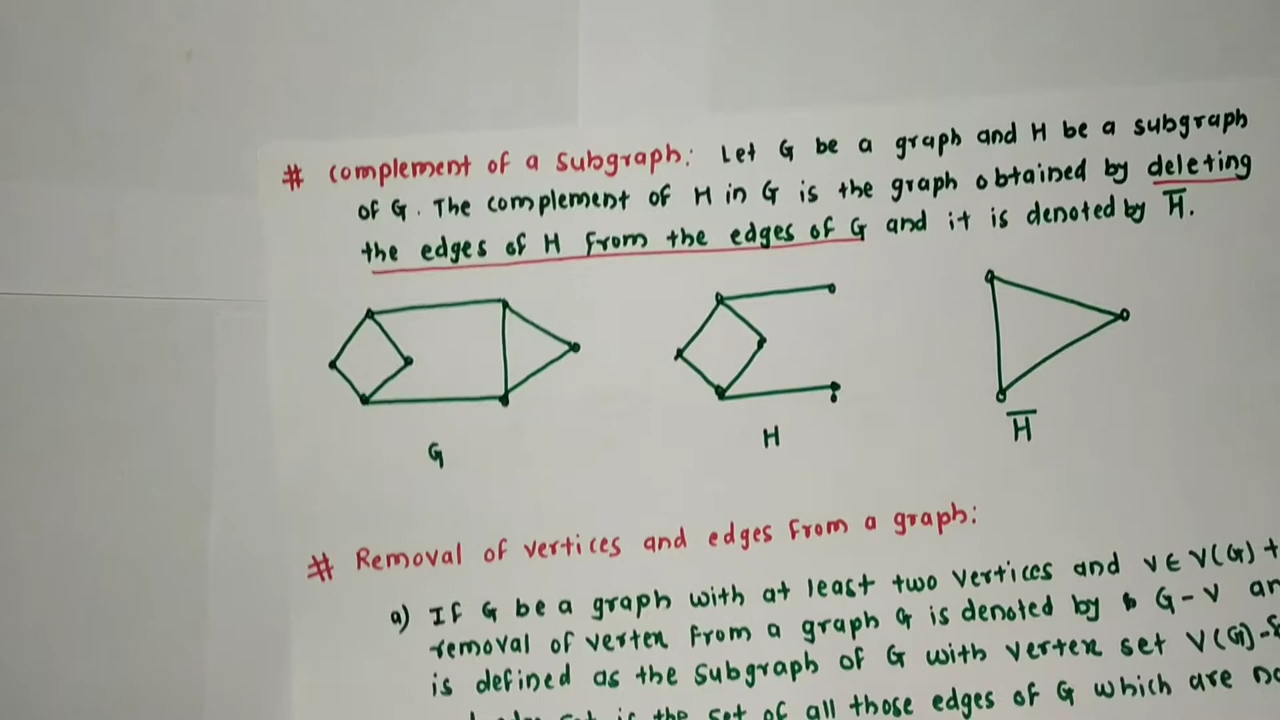 # Complement of a subgraph: Let G be a graph and H be a subgraph
of G. The complement of H in G is the graph obtained by deleting
the edges of H from the edges of G and it is denoted by H̅.
G
H
H̅
# Removal of vertices and edges from a graph:
a) If G be a graph with at least two vertices and v ∈ V(G)
removal of vertex from a graph G is denoted by G-V
is defined as the subgraph of G with vertex set V(G)-
is the set of all those edges of G which are